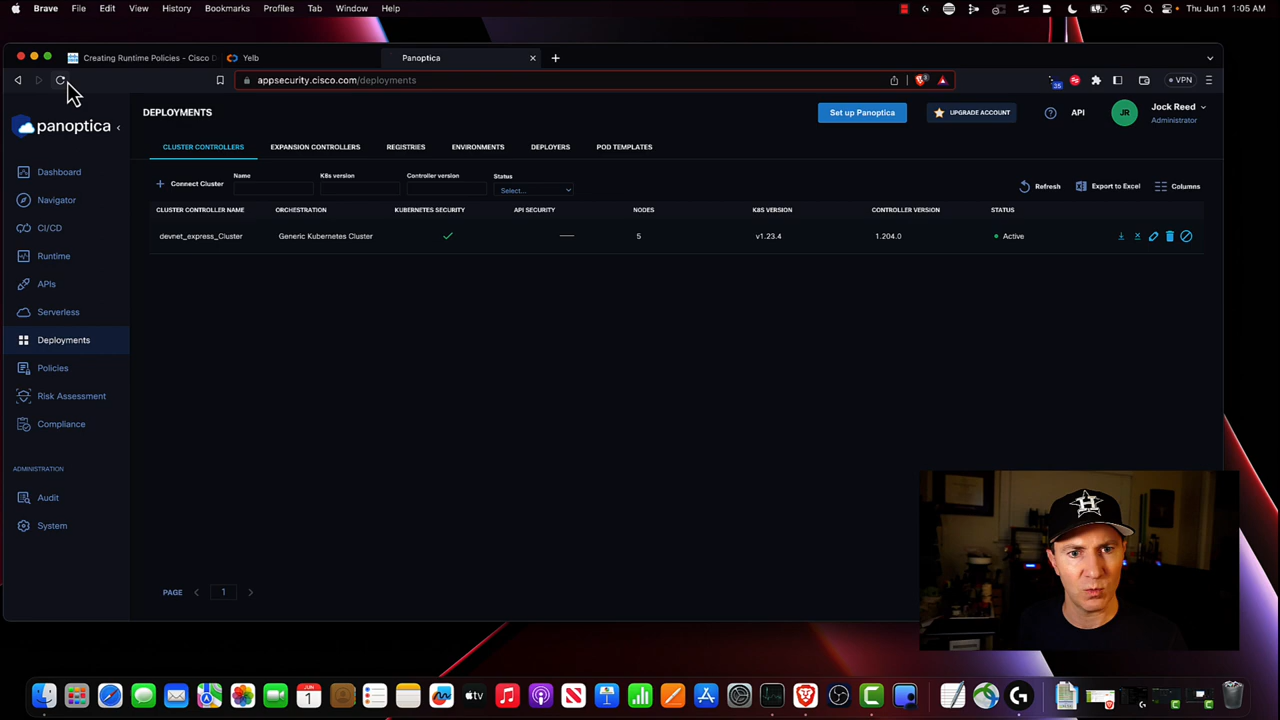 Brave File Edit View History Bookmarks Profiles Tab Window Help Thu Jun 1 1:05 AM
Creating Runtime Policies - Cisco D Yelb Panoptica
appsecurity.cisco.com/deployments 3 35 VPN
panoptica
DEPLOYMENTS Set up Panoptica UPGRADE ACCOUNT API JR Jock Reed
Administrator
CLUSTER CONTROLLERS EXPANSION CONTROLLERS REGISTRIES ENVIRONMENTS DEPLOYERS POD TEMPLATES
Connect Cluster Name K8s version Controller version Status
Select... Refresh Export to Excel Columns
CLUSTER CONTROLLER NAME ORCHESTRATION KUBERNETES SECURITY API SECURITY NODES K8S VERSION CONTROLLER VERSION STATUS
devnet_express_Cluster Generic Kubernetes Cluster 5 v1.23.4 1.204.0 Active
Dashboard
Navigator
CI/CD
Runtime
APIs
Serverless
Deployments
Policies
Risk Assessment
Compliance
ADMINISTRATION
Audit
System
PAGE 1